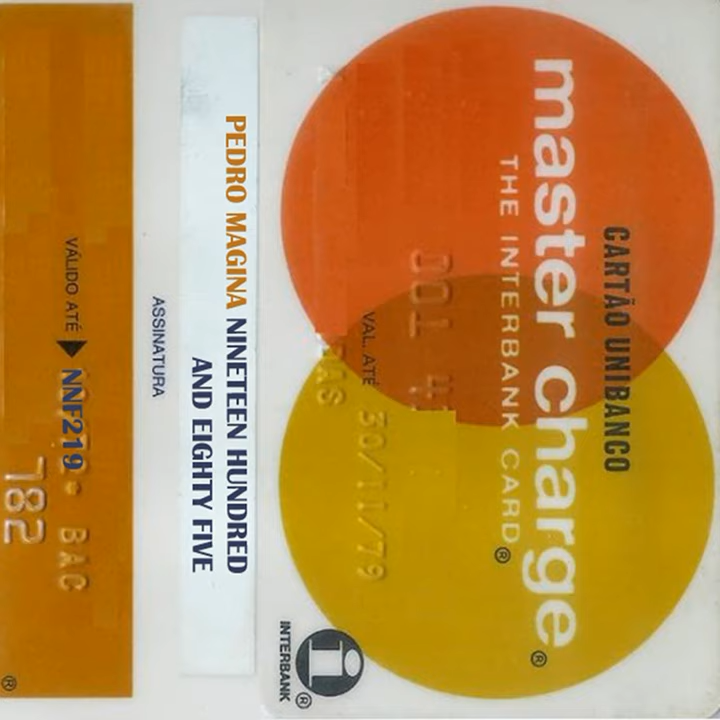 CARTÃO UNIBANCO
master charge®
THE INTERBANK CARD®
VAL. ATÉ 30/11/79
i®
INTERBANK
PEDRO MAGINA NINETEEN HUNDRED
AND EIGHTY FIVE
ASSINATURA
VÁLIDO ATÉ NNF219
BAC
782
®